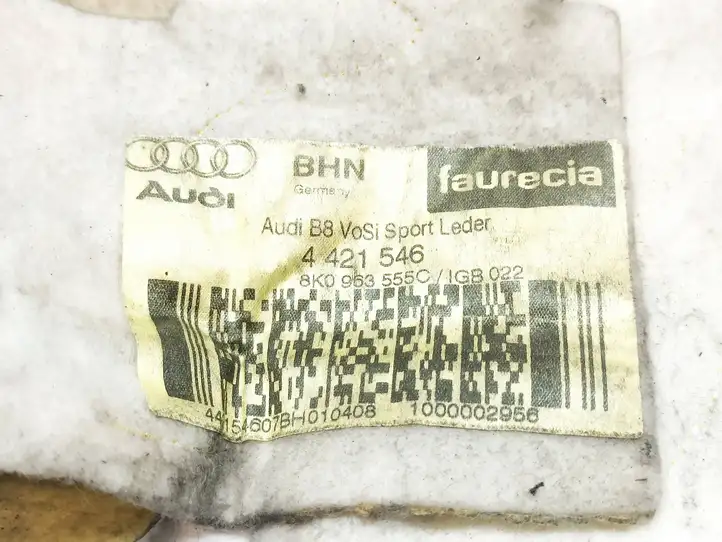 Audi
BHN
Germany
faurecia
Audi B8 VoSi Sport Leder
4 421 546
8K0 963 555C / IGB 022
44154607BH010408 1000002956